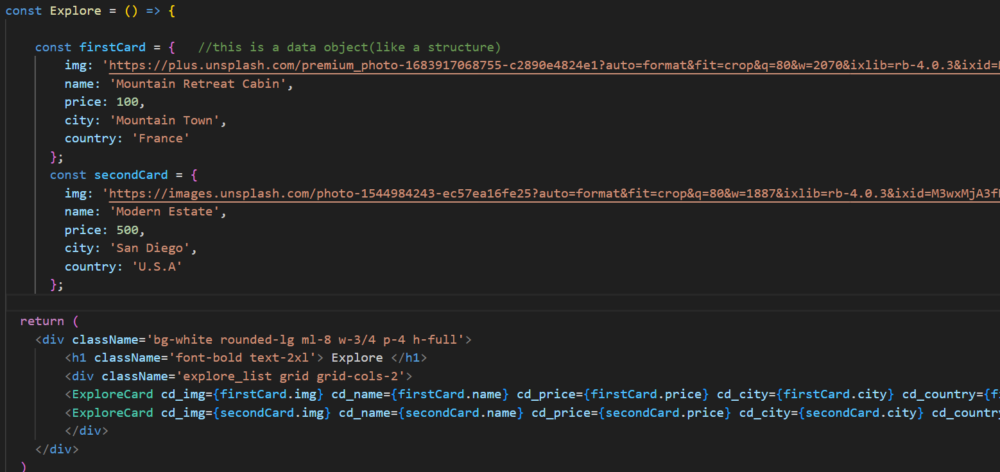 const Explore = () => {
const firstCard = { //this is a data object(like a structure)
img: 'https://plus.unsplash.com/premium_photo-1683917068755-c2890e4824e1?auto=format&fit=crop&q=80&w=2070&ixlib=rb-4.0.3&ixid=
name: 'Mountain Retreat Cabin',
price: 100,
city: 'Mountain Town',
country: 'France'
};
const secondCard = {
img: 'https://images.unsplash.com/photo-1544984243-ec57ea16fe25?auto=format&fit=crop&q=80&w=1887&ixlib=rb-4.0.3&ixid=M3wxMjA3f
name: 'Modern Estate',
price: 500,
city: 'San Diego',
country: 'U.S.A'
};
return (
<div className='bg-white rounded-lg ml-8 w-3/4 p-4 h-full'>
<h1 className='font-bold text-2xl'> Explore </h1>
<div className='explore_list grid grid-cols-2'>
<ExploreCard cd_img={firstCard.img} cd_name={firstCard.name} cd_price={firstCard.price} cd_city={firstCard.city} cd_country={fi
<ExploreCard cd_img={secondCard.img} cd_name={secondCard.name} cd_price={secondCard.price} cd_city={secondCard.city} cd_country
</div>
</div>
)